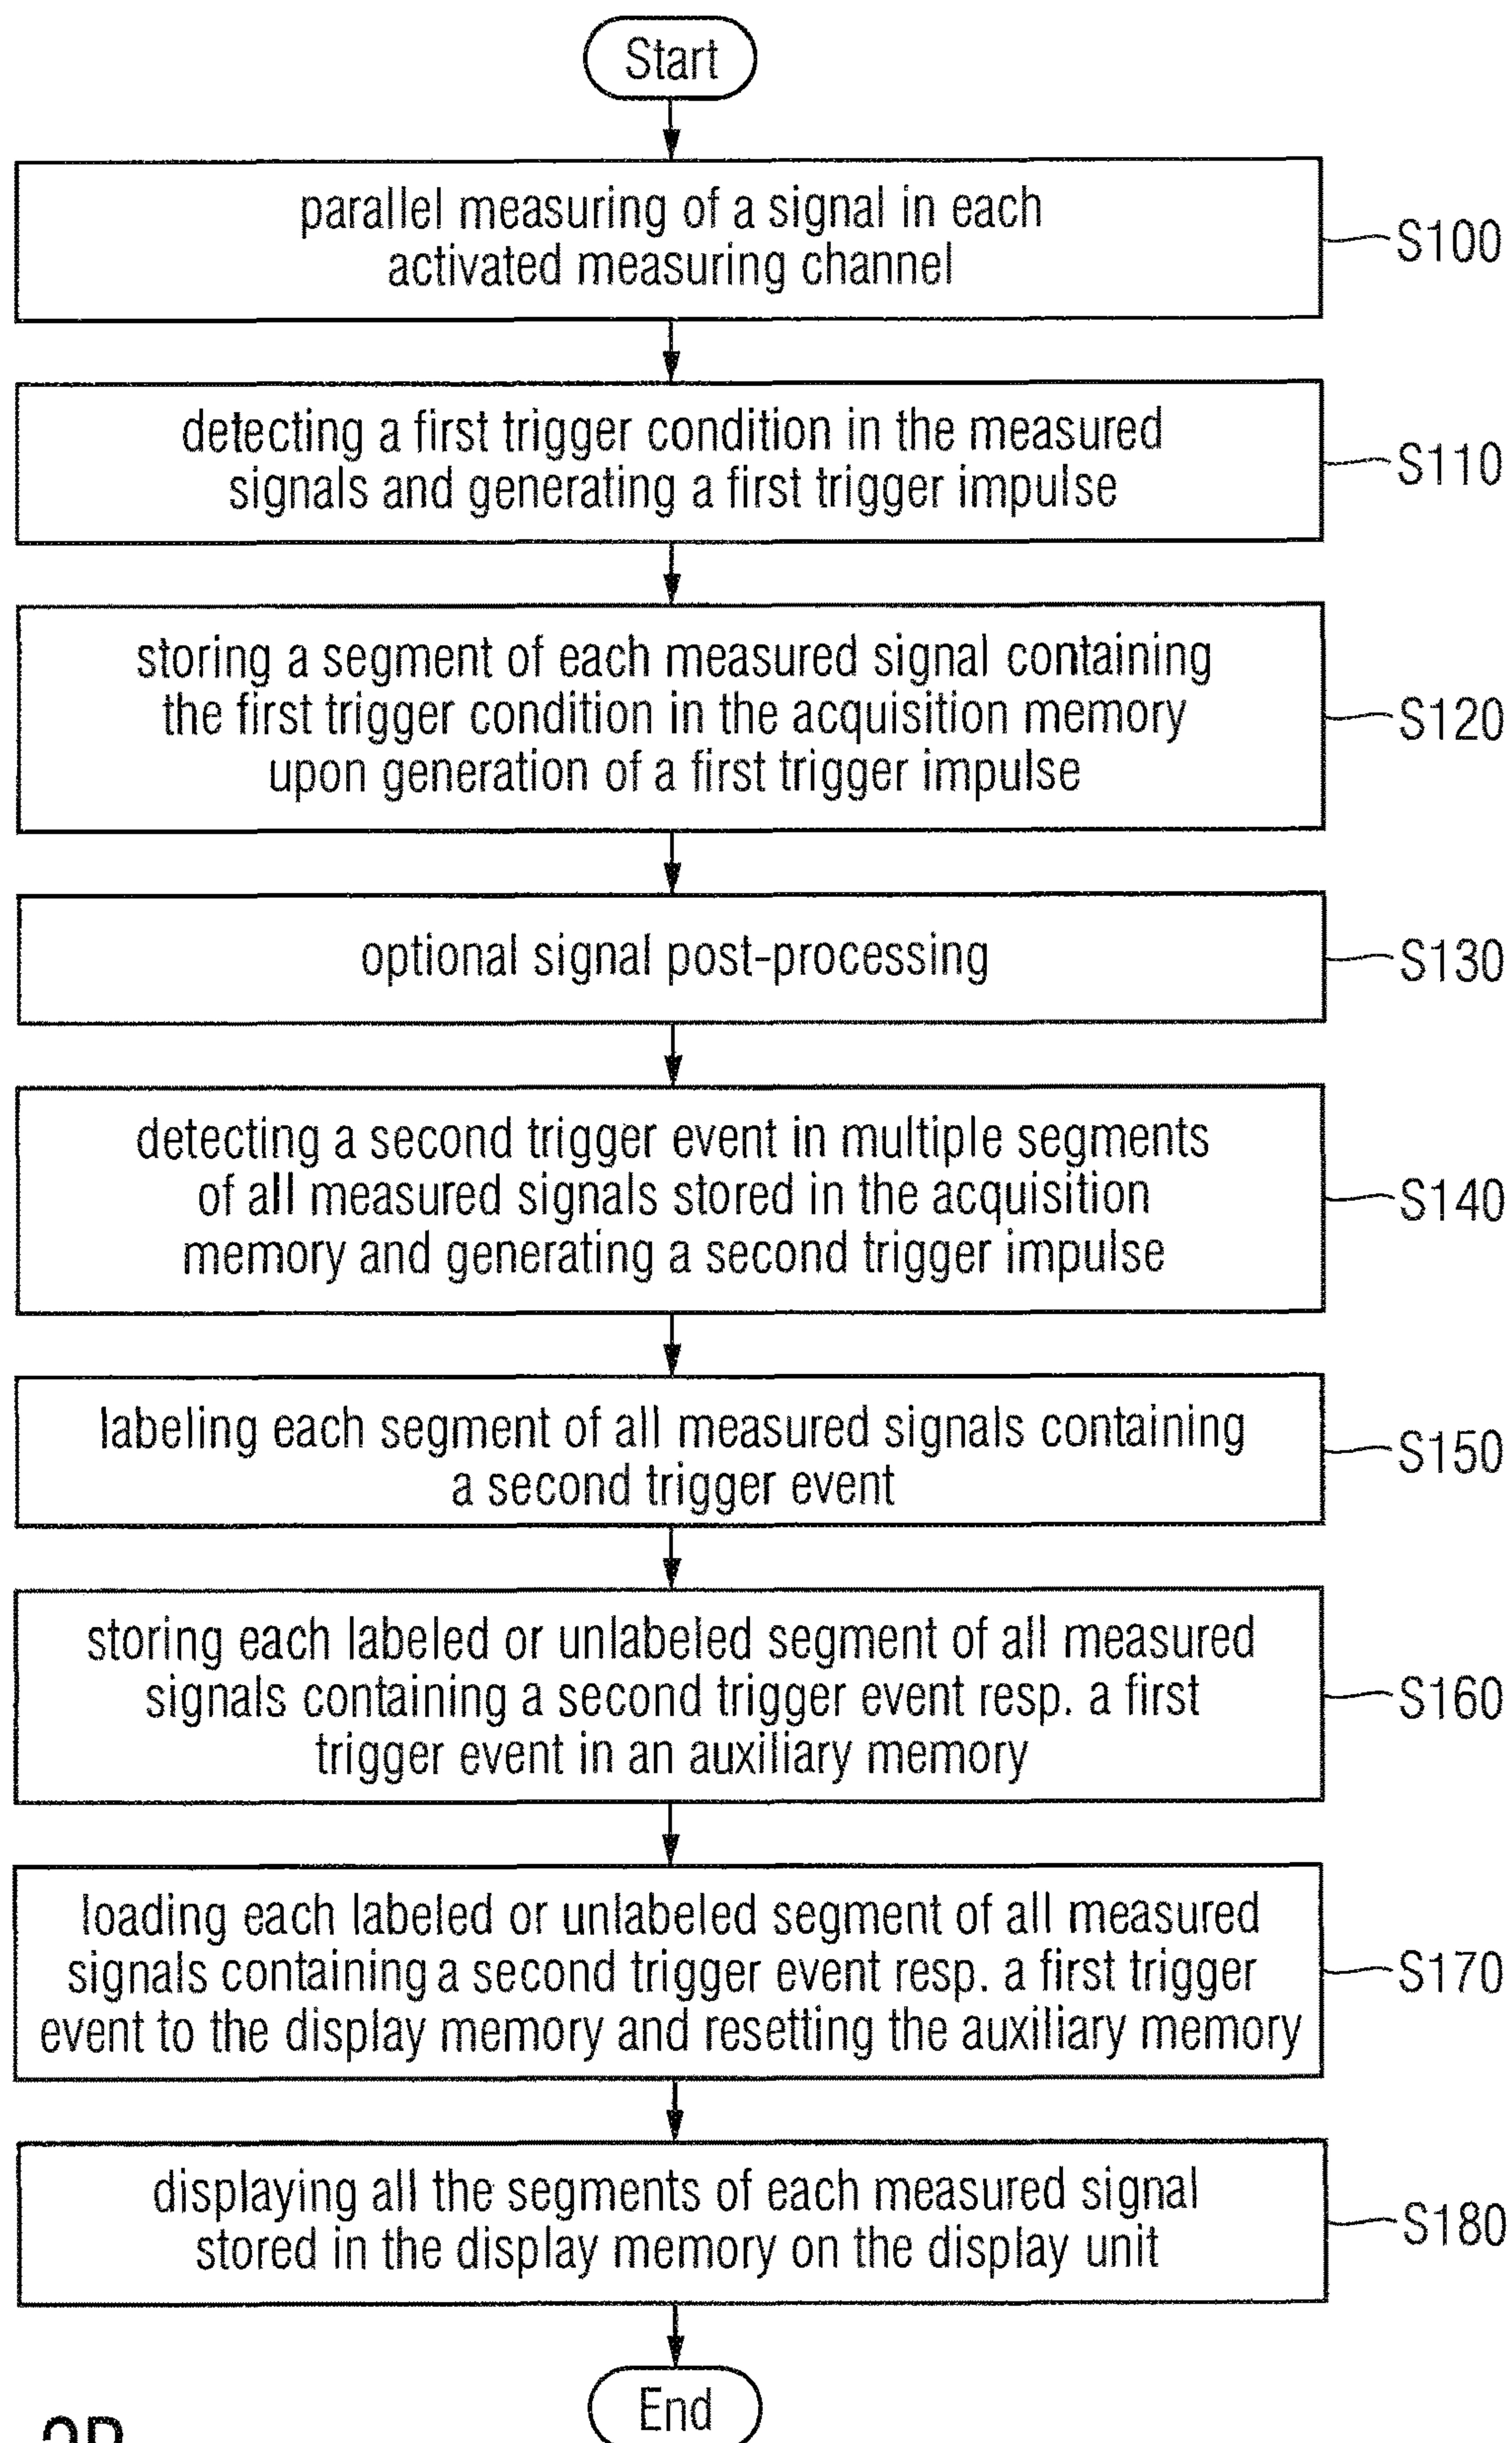 Start
parallel measuring of a signal in each
activated measuring channel
S100
detecting a first trigger condition in the measured
signals and generating a first trigger impulse
S110
storing a segment of each measured signal containing
the first trigger condition in the acquisition memory
upon generation of a first trigger impulse
S120
optional signal post-processing
S130
detecting a second trigger event in multiple segments
of all measured signals stored in the acquisition
memory and generating a second trigger impulse
S140
labeling each segment of all measured signals containing
a second trigger event
S150
storing each labeled or unlabeled segment of all measured
signals containing a second trigger event resp. a first
trigger event in an auxiliary memory
S160
loading each labeled or unlabeled segment of all measured
signals containing a second trigger event resp. a first trigger
event to the display memory and resetting the auxiliary memory
S170
displaying all the segments of each measured signal
stored in the display memory on the display unit
S180
End